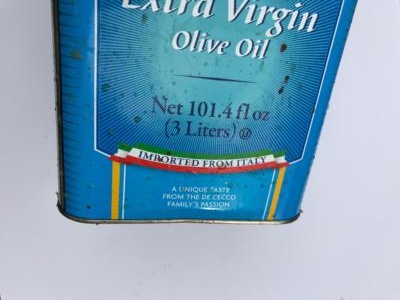 Extra Virgin
Olive Oil
Net 101.4 fl oz
(3 Liters) U
IMPORTED FROM ITALY
A UNIQUE TASTE
FROM THE DE CECCO
FAMILY'S PASSION.